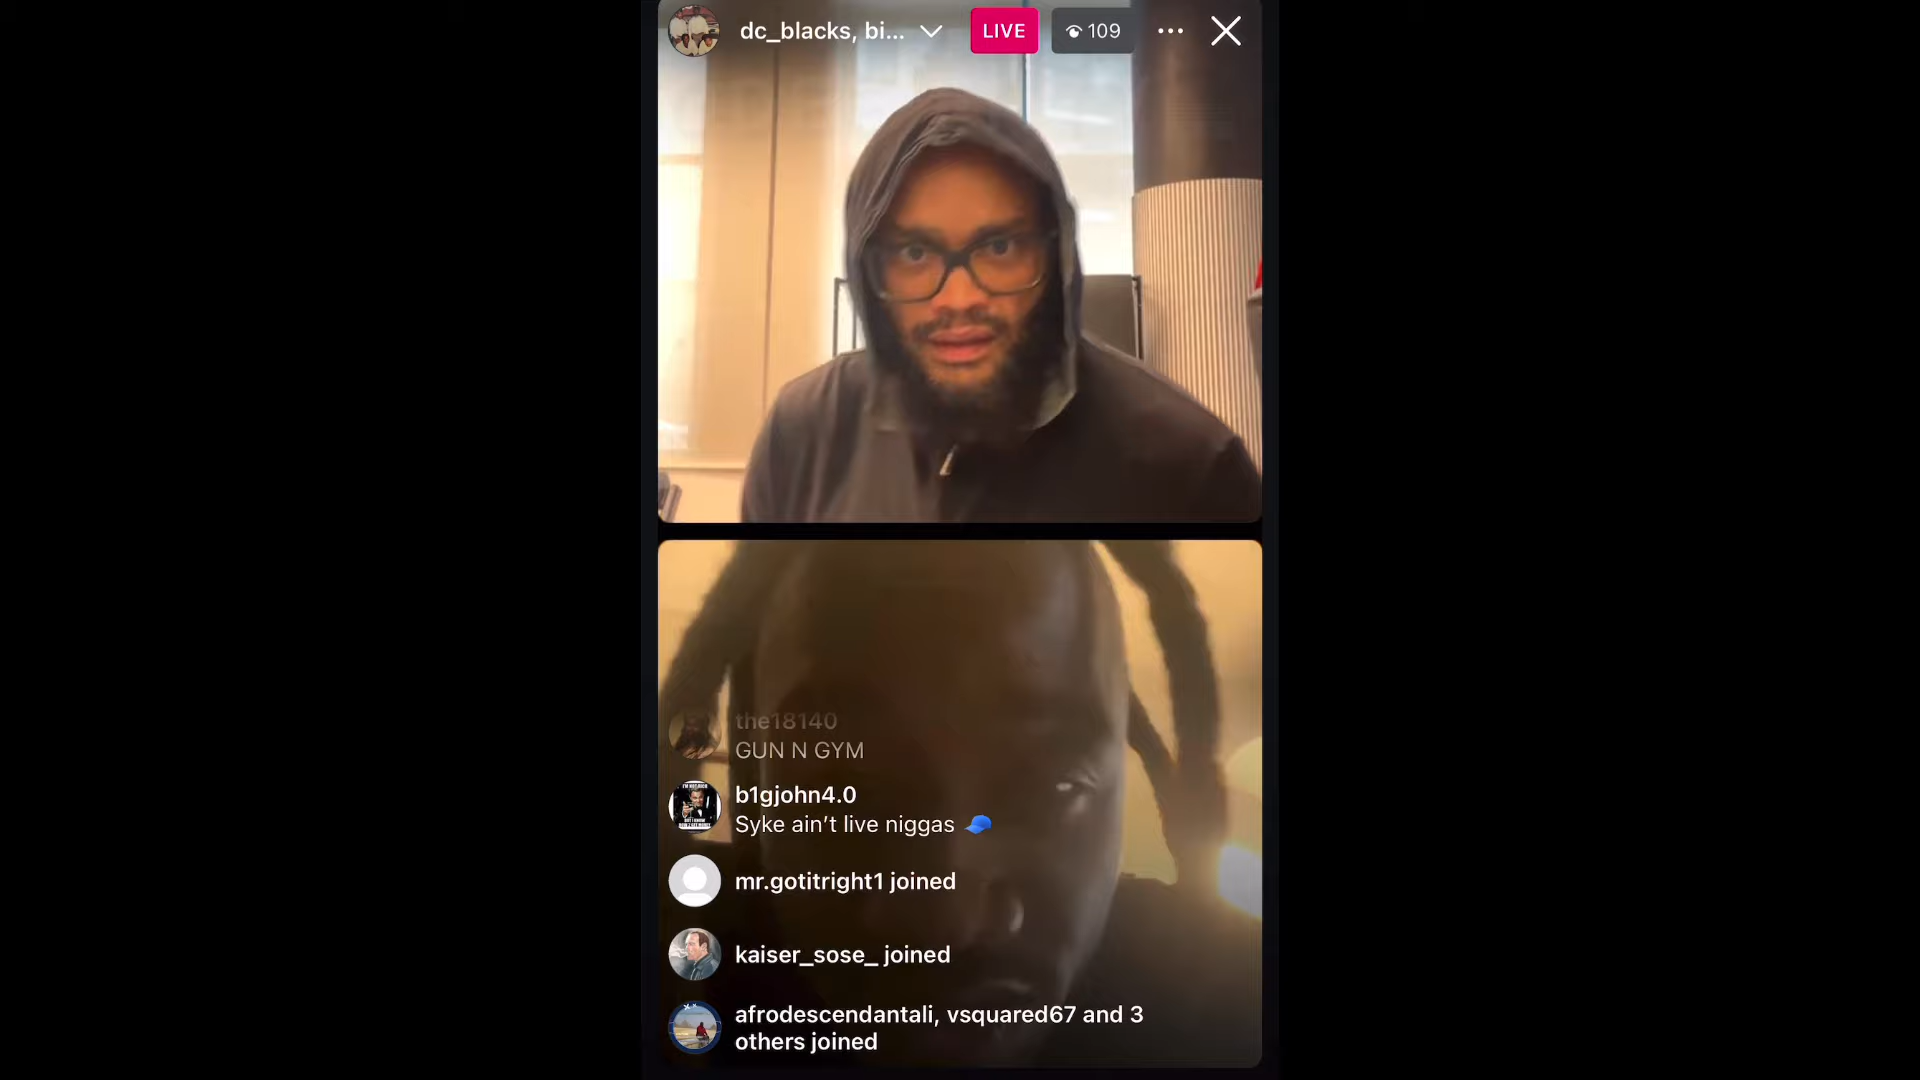 dc_blacks, bi...
LIVE
109
the18140
GUN N GYM
b1gjohn4.0
Syke ain’t live niggas 🧢
mr.gotitright1 joined
kaiser_sose_ joined
afrodescendantali, vsquared67 and 3
others joined